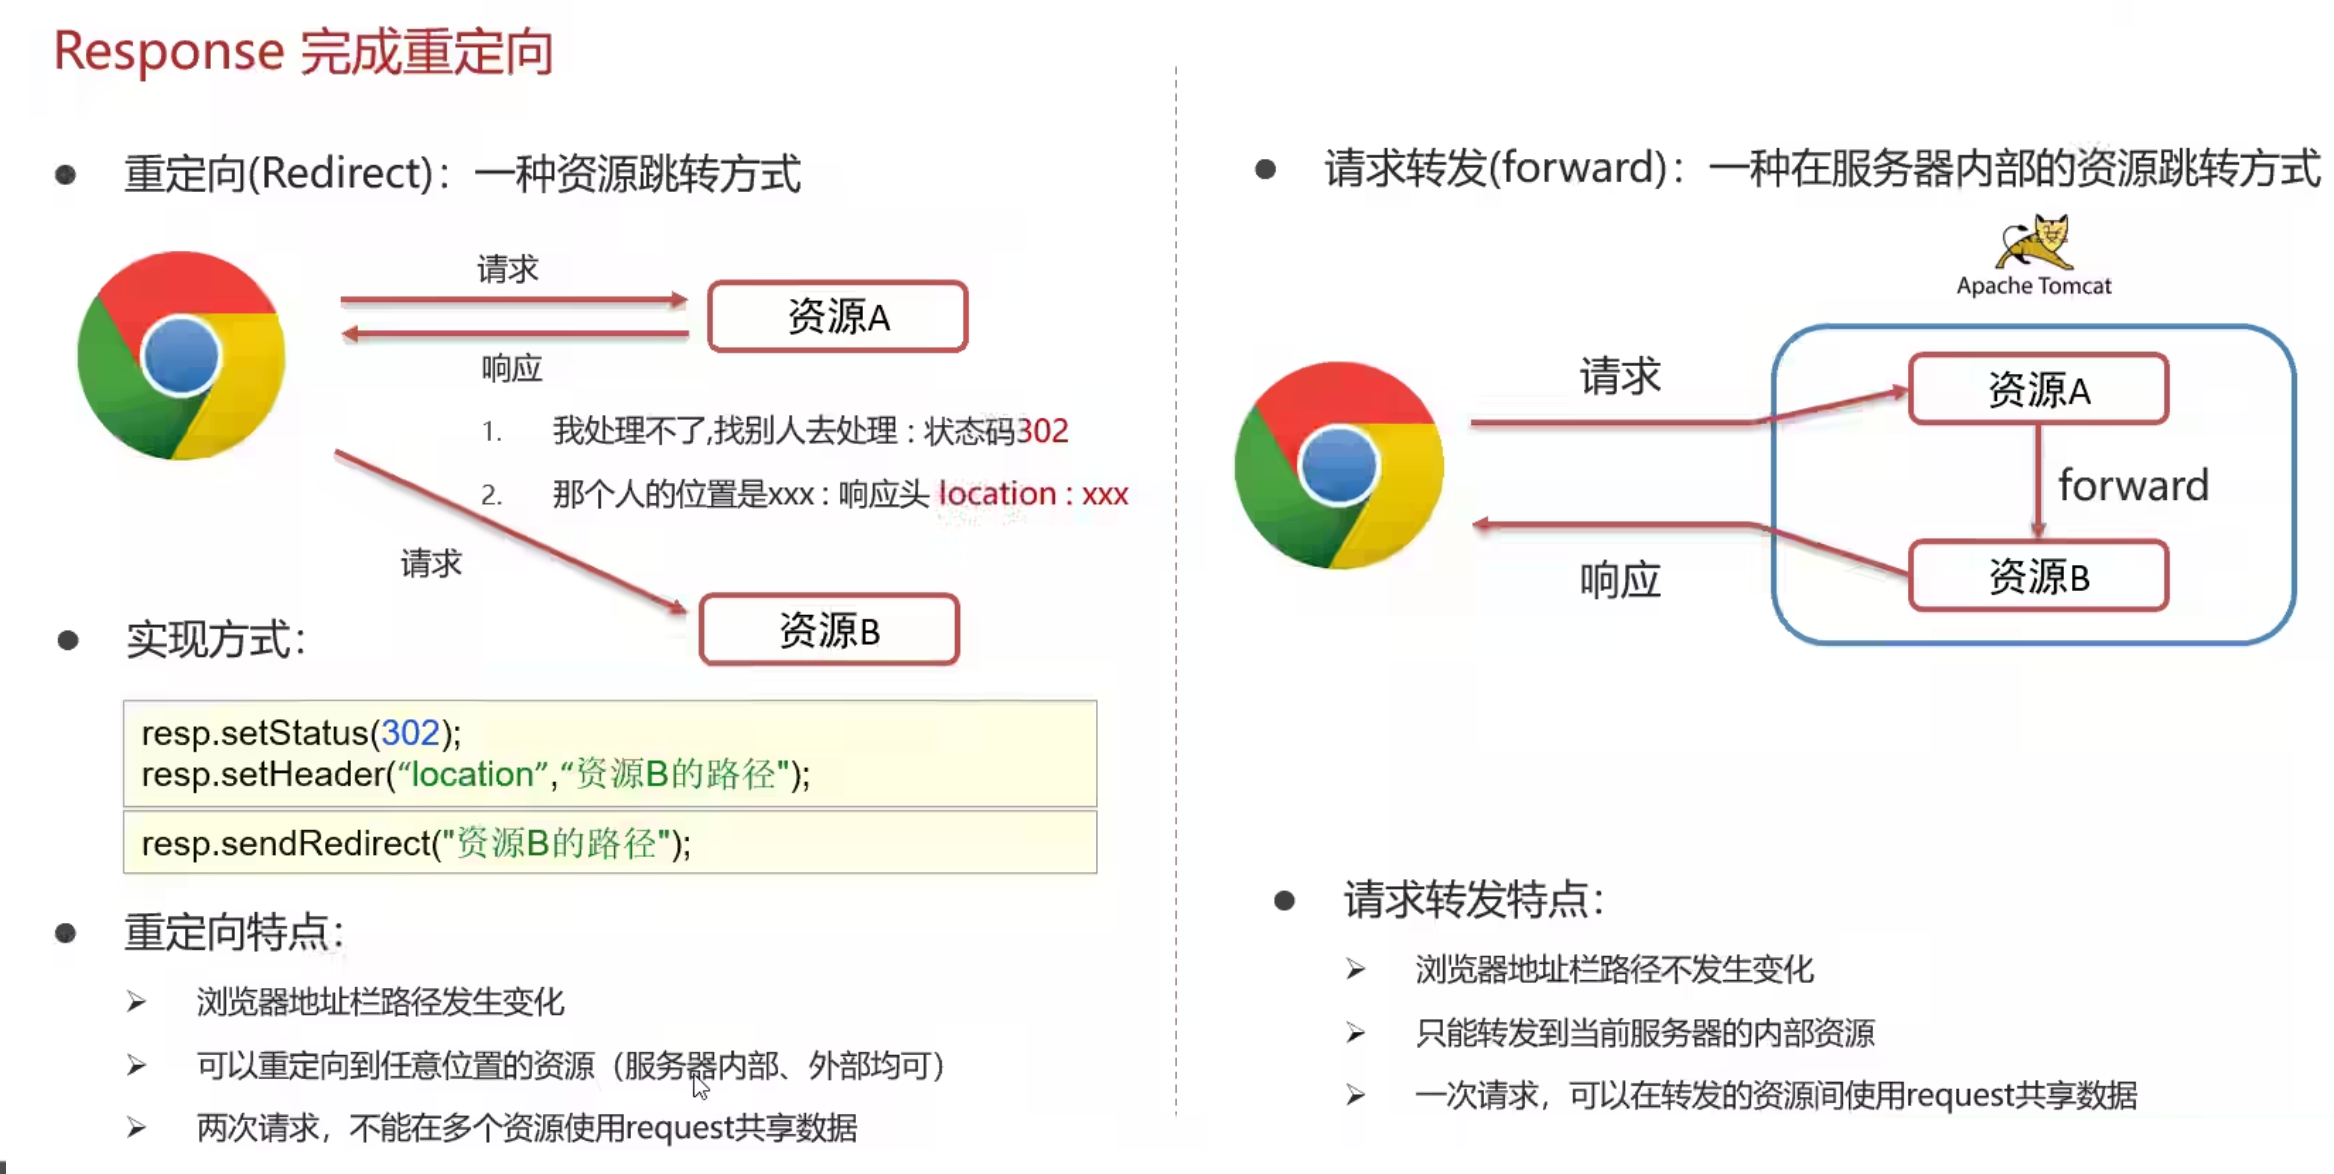 Response 完成重定向
重定向(Redirect)：一种资源跳转方式
请求
资源A
响应
1. 我处理不了,找别人去处理 : 状态码302
2. 那个人的位置是xxx : 响应头 location : xxx
请求
资源B
实现方式：
resp.setStatus(302);
resp.setHeader(“location”,“资源B的路径");
resp.sendRedirect("资源B的路径");
重定向特点：
浏览器地址栏路径发生变化
可以重定向到任意位置的资源（服务器内部、外部均可）
两次请求，不能在多个资源使用request共享数据
请求转发(forward)：一种在服务器内部的资源跳转方式
Apache Tomcat
请求
资源A
forward
资源B
响应
请求转发特点：
浏览器地址栏路径不发生变化
只能转发到当前服务器的内部资源
一次请求，可以在转发的资源间使用request共享数据